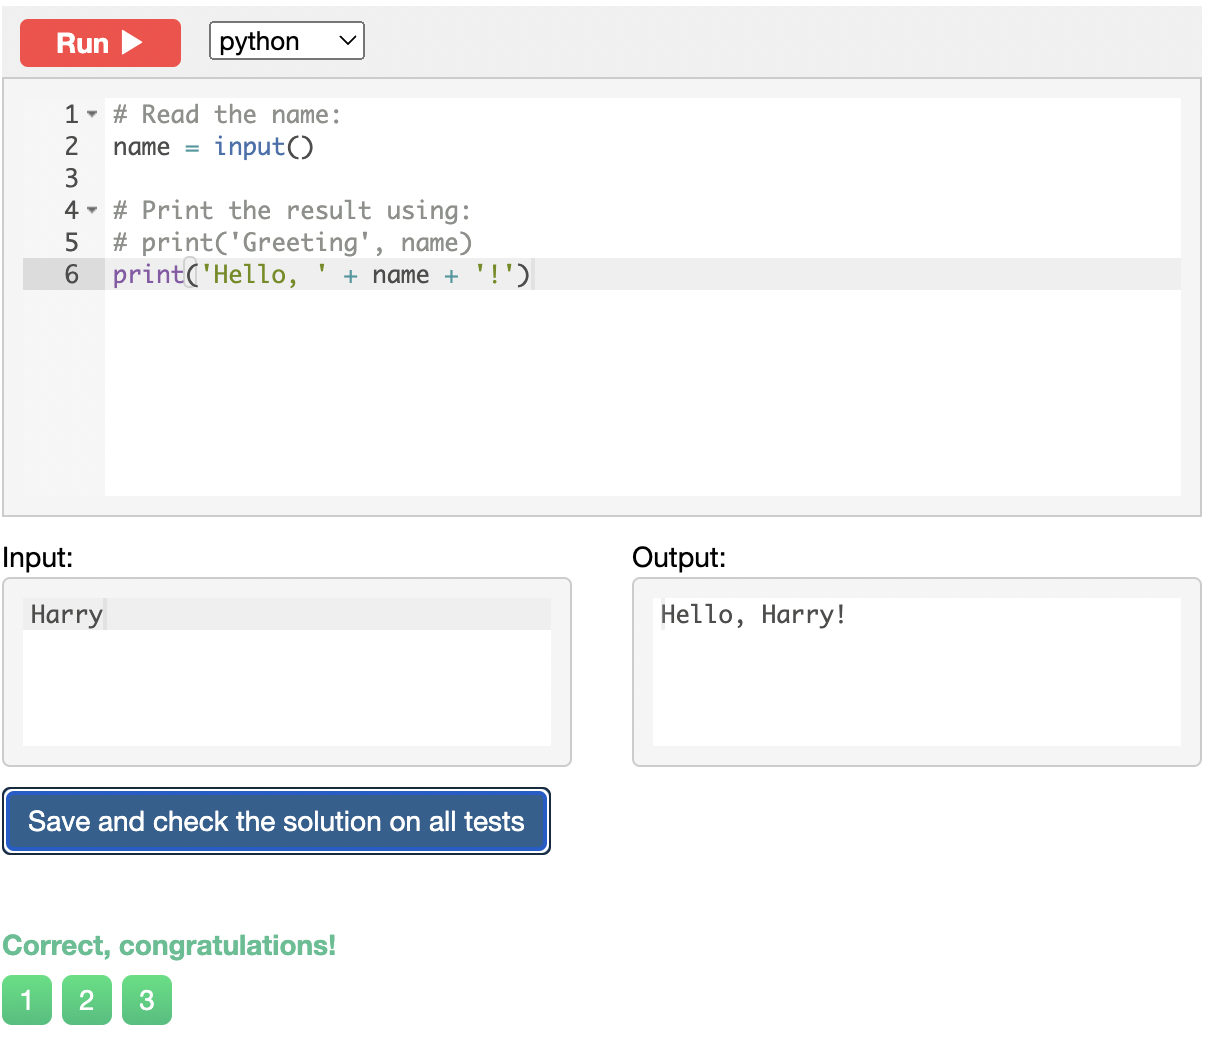 Run
python
1 # Read the name:
2 name = input()
3
4 # Print the result using:
5 # print('Greeting', name)
6 print('Hello, ' + name + '!')
Input:
Harry
Output:
Hello, Harry!
Save and check the solution on all tests
Correct, congratulations!
1 2 3